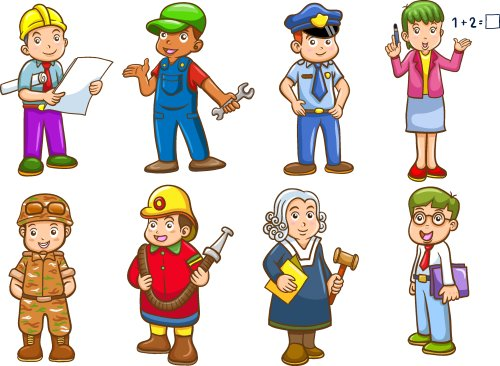 1 + 2 = □